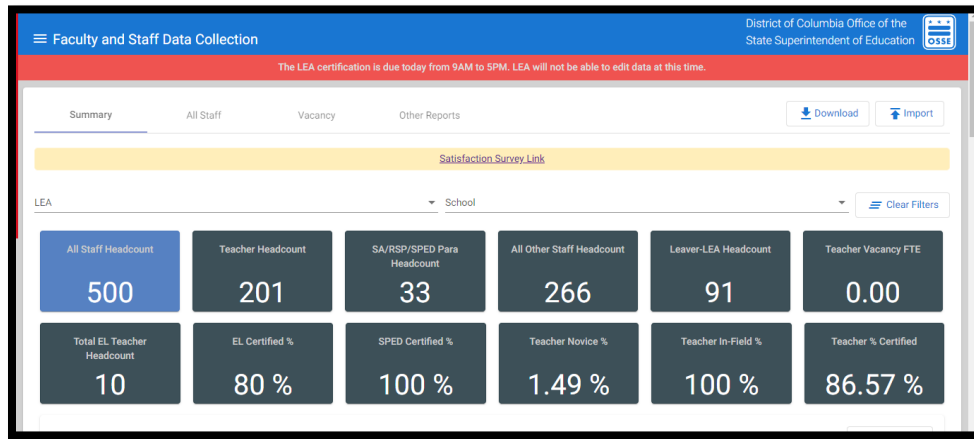 District of Columbia Office of the
State Superintendent of Education
OSSE
Faculty and Staff Data Collection
The LEA certification is due today from 9AM to 5PM. LEA will not be able to edit data at this time.
Summary All Staff Vacancy Other Reports Download Import
Satisfaction Survey Link
LEA School Clear Filters
All Staff Headcount
500
Teacher Headcount
201
SA/RSP/SPED Para
Headcount
33
All Other Staff Headcount
266
Leaver-LEA Headcount
91
Teacher Vacancy FTE
0.00
Total EL Teacher
Headcount
10
EL Certified %
80 %
SPED Certified %
100 %
Teacher Novice %
1.49 %
Teacher In-Field %
100 %
Teacher % Certified
86.57 %